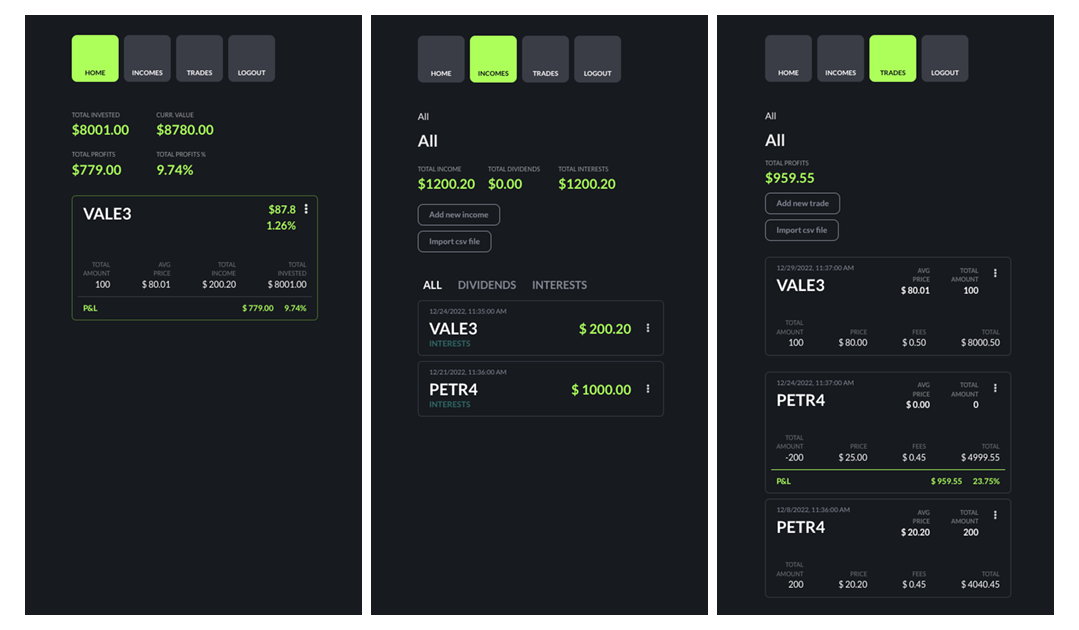 HOME INCOMES TRADES LOGOUT
TOTAL INVESTED CURR. VALUE
$8001.00 $8780.00
TOTAL PROFITS TOTAL PROFITS %
$779.00 9.74%
VALE3 $87.8
1.26%
TOTAL AVG TOTAL TOTAL
AMOUNT PRICE INCOME INVESTED
100 $ 80.01 $ 200.20 $ 8001.00
P&L $ 779.00 9.74%
HOME INCOMES TRADES LOGOUT
All
All
TOTAL INCOME TOTAL DIVIDENDS TOTAL INTERESTS
$1200.20 $0.00 $1200.20
Add new income
Import csv file
ALL DIVIDENDS INTERESTS
12/24/2022, 11:35:00 AM
VALE3 $ 200.20
INTERESTS
12/21/2022, 11:36:00 AM
PETR4 $ 1000.00
INTERESTS
HOME INCOMES TRADES LOGOUT
All
All
TOTAL PROFITS
$959.55
Add new trade
Import csv file
12/29/2022, 11:37:00 AM AVG TOTAL
VALE3 PRICE AMOUNT
$ 80.01 100
TOTAL
AMOUNT PRICE FEES TOTAL
100 $ 80.00 $ 0.50 $ 8000.50
12/24/2022, 11:37:00 AM AVG TOTAL
PETR4 PRICE AMOUNT
$ 0.00 0
TOTAL
AMOUNT PRICE FEES TOTAL
-200 $ 25.00 $ 0.45 $ 4999.55
P&L $ 959.55 23.75%
12/8/2022, 11:36:00 AM AVG TOTAL
PETR4 PRICE AMOUNT
$ 20.20 200
TOTAL
AMOUNT PRICE FEES TOTAL
200 $ 20.20 $ 0.45 $ 4040.45